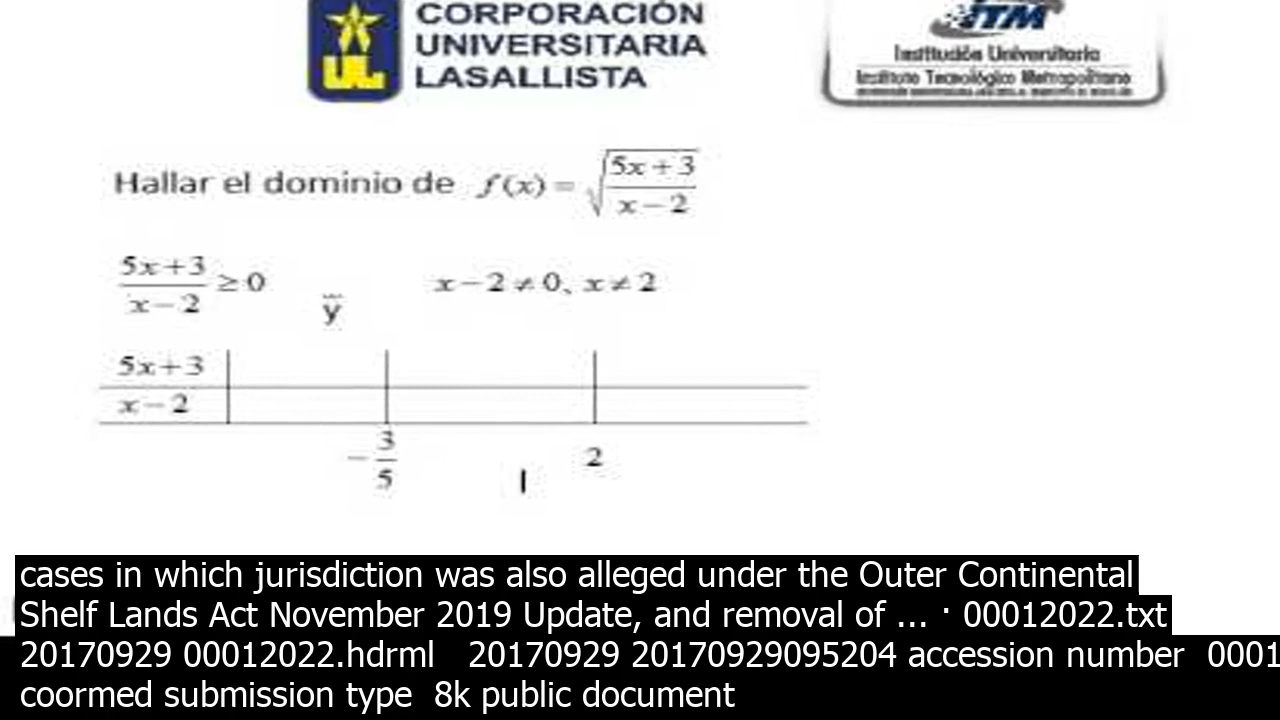 CORPORACIÓN
UNIVERSITARIA
LASALLISTA
ITM
Institución Universitaria
Instituto Tecnológico Metropolitano
Hallar el dominio de f(x) = √((5x + 3)/(x − 2))
(5x+3)/(x−2) ≥ 0 y x−2 ≠ 0, x ≠ 2
5x+3
x−2
−3/5 2
cases in which jurisdiction was also alleged under the Outer Continental
Shelf Lands Act November 2019 Update, and removal of ... · 00012022.txt
20170929 00012022.hdrml 20170929 20170929095204 accession number 0001
coormed submission type 8k public document